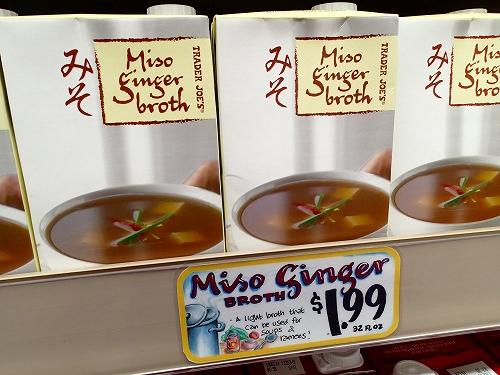 みそ
Miso
Ginger
broth
TRADER JOE'S
みそ
Miso
Ginger
broth
TRADER JOE'S
みそ
Miso
Ginger
broth
Miso Ginger
BROTH
$1.99
32 FL OZ
• A light broth that
can be used for
soups &
ramens!